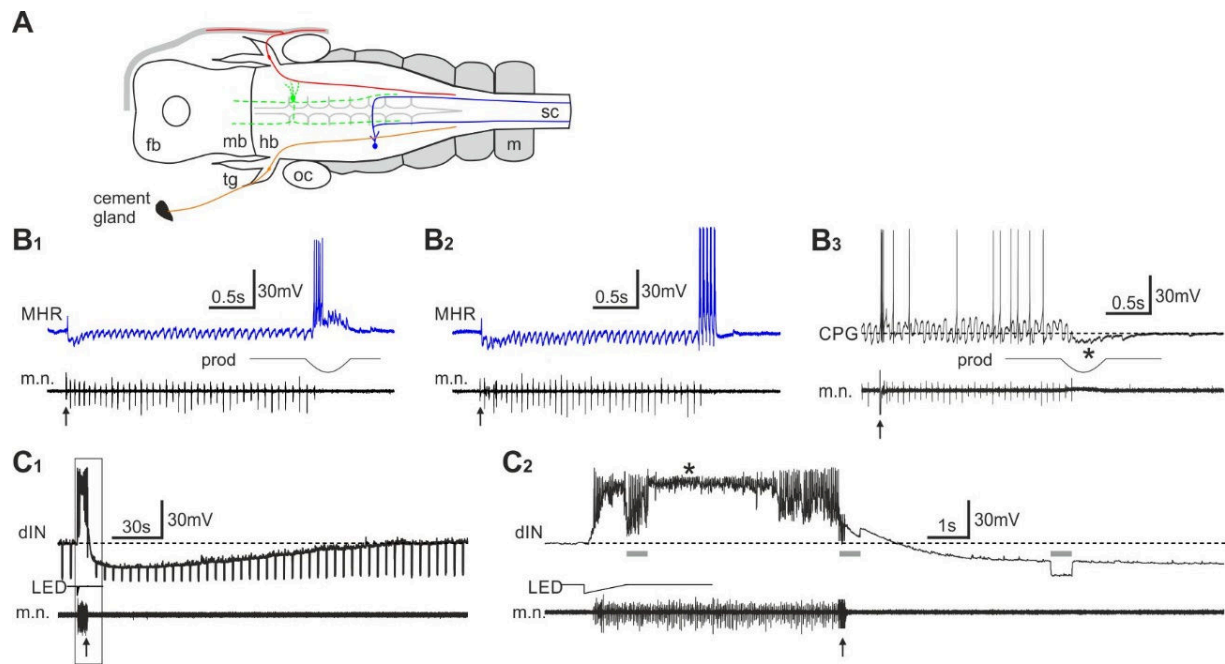 A
fb
mb
hb
tg
oc
sc
m
cement
gland
B1
MHR
0.5s
30mV
prod
m.n.
B2
MHR
0.5s
30mV
m.n.
B3
CPG
0.5s
30mV
prod
*
m.n.
C1
dIN
30s
30mV
LED
m.n.
C2
dIN
*
1s
30mV
LED
m.n.